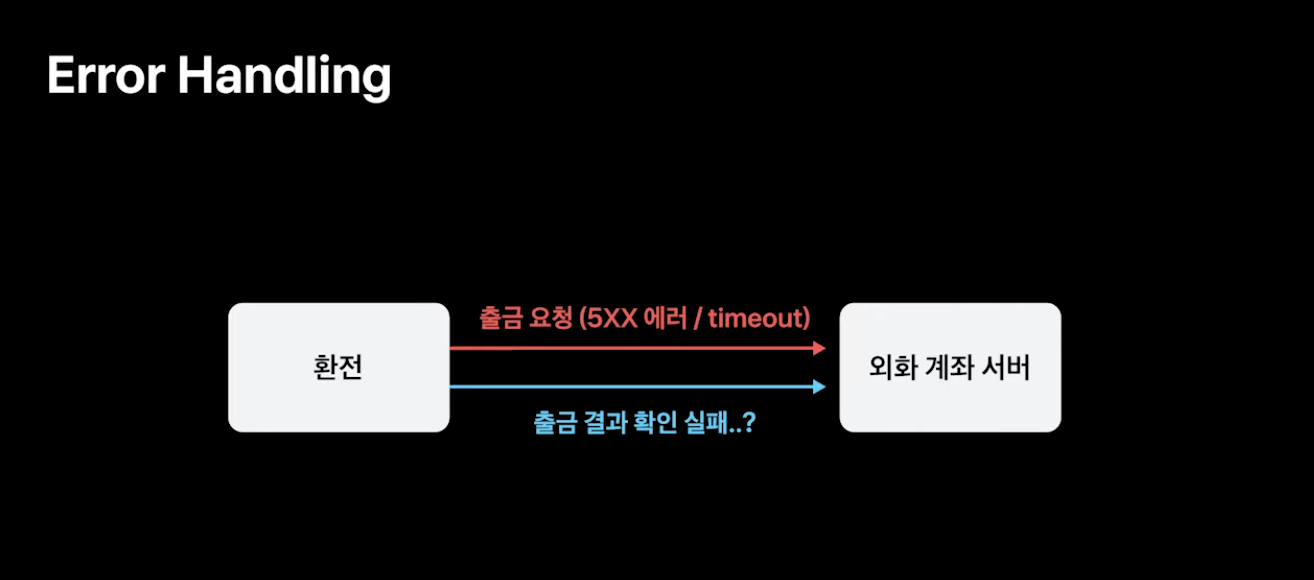 Error Handling
출금 요청 (5XX 에러 / timeout)
환전
외화 계좌 서버
출금 결과 확인 실패..?